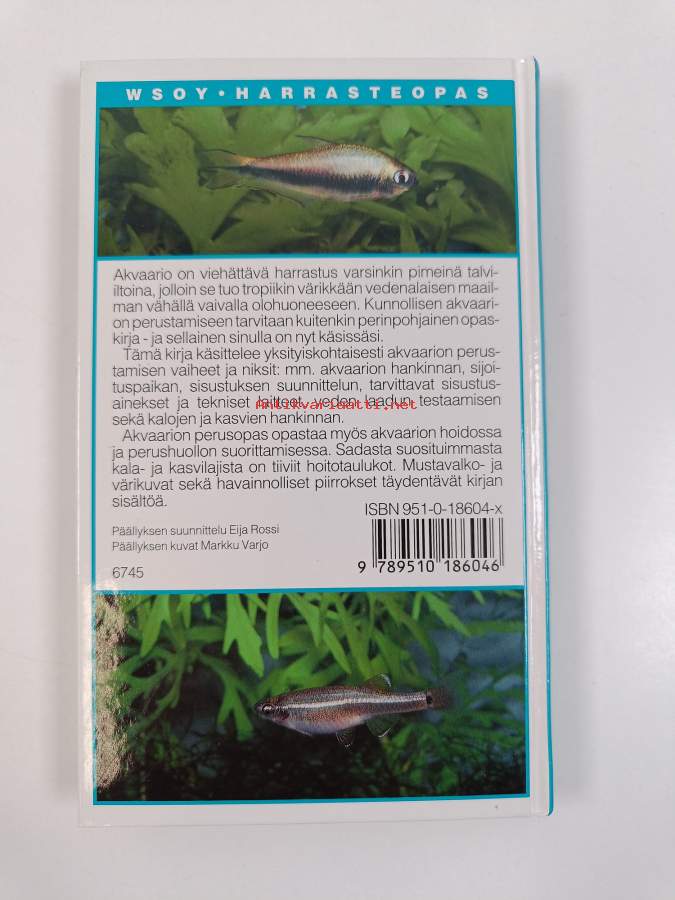 WSOY • HARRASTEOPAS
Akvaario on viehättävä harrastus varsinkin pimeinä talvi-
iltoina, jolloin se tuo tropiikin värikkään vedenalaisen maail-
man vähällä vaivalla olohuoneeseen. Kunnollisen akvaari-
on perustamiseen tarvitaan kuitenkin perinpohjainen opas-
kirja - ja sellainen sinulla on nyt käsissäsi.
Tämä kirja käsittelee yksityiskohtaisesti akvaarion perus-
tamisen vaiheet ja niksit: mm. akvaarion hankinnan, sijoi-
tuspaikan, sisustuksen suunnittelun, tarvittavat sisustus-
ainekset ja tekniset laitteet, veden laadun testaamisen
Antikvariaatti.net
sekä kalojen ja kasvien hankinnan.
Akvaarion perusopas opastaa myös akvaarion hoidossa
ja perushuollon suorittamisessa. Sadasta suosituimmasta
kala- ja kasvilajista on tiiviit hoitotaulukot. Mustavalko- ja
värikuvat sekä havainnolliset piirrokset täydentävät kirjan
sisältöä.
ISBN 951-0-18604-x
Päällyksen suunnittelu Eija Rossi
Päällyksen kuvat Markku Varjo
6745
9 789510 186046